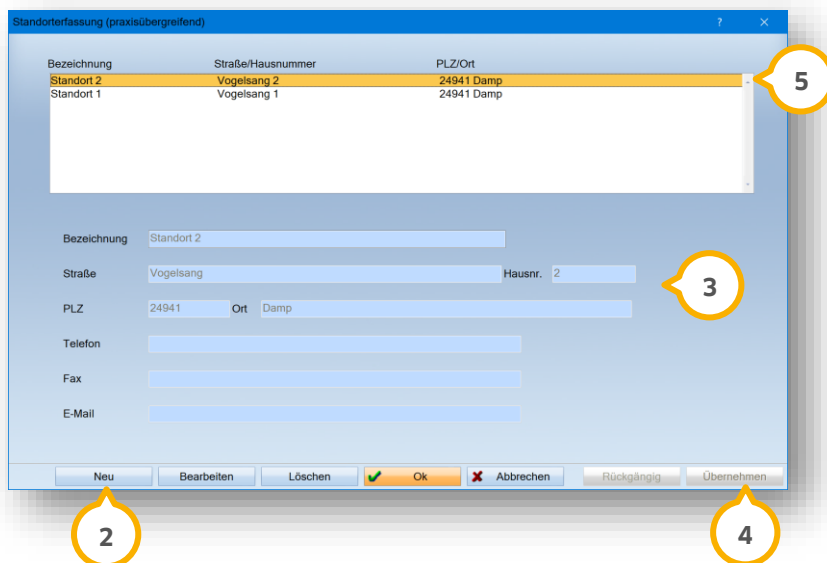 Standorterfassung (praxisübergreifend) ? ×
Bezeichnung Straße/Hausnummer PLZ/Ort
Standort 2 Vogelsang 2 24941 Damp
Standort 1 Vogelsang 1 24941 Damp
5
Bezeichnung Standort 2
Straße Vogelsang Hausnr. 2
3
PLZ 24941 Ort Damp
Telefon
Fax
E-Mail
Neu Bearbeiten Löschen Ok Abbrechen Rückgängig Übernehmen
2 4